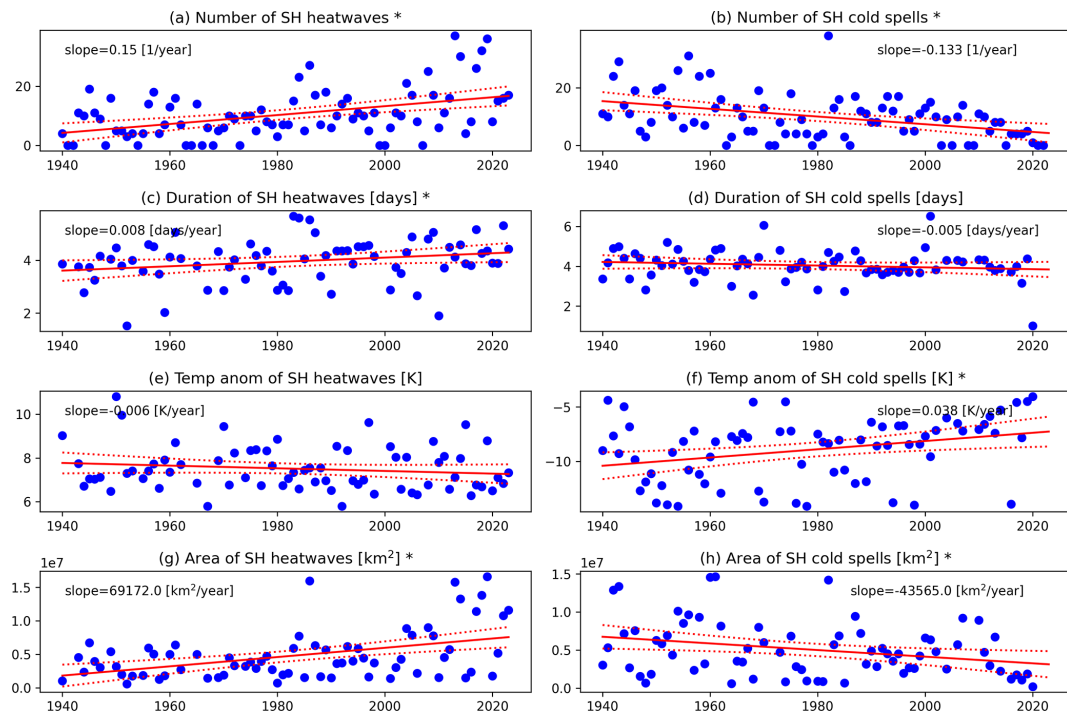 (a) Number of SH heatwaves *
slope=0.15 [1/year]
20
0
1940 1960 1980 2000 2020
(b) Number of SH cold spells *
slope=-0.133 [1/year]
20
0
1940 1960 1980 2000 2020
(c) Duration of SH heatwaves [days] *
slope=0.008 [days/year]
4
2
1940 1960 1980 2000 2020
(d) Duration of SH cold spells [days]
slope=-0.005 [days/year]
6
4
2
1940 1960 1980 2000 2020
(e) Temp anom of SH heatwaves [K]
slope=-0.006 [K/year]
10
8
6
1940 1960 1980 2000 2020
(f) Temp anom of SH cold spells [K] *
slope=0.038 [K/year]
−5
−10
1940 1960 1980 2000 2020
(g) Area of SH heatwaves [km²] *
1e7
slope=69172.0 [km²/year]
1.5
1.0
0.5
0.0
1940 1960 1980 2000 2020
(h) Area of SH cold spells [km²] *
1e7
slope=-43565.0 [km²/year]
1.5
1.0
0.5
0.0
1940 1960 1980 2000 2020